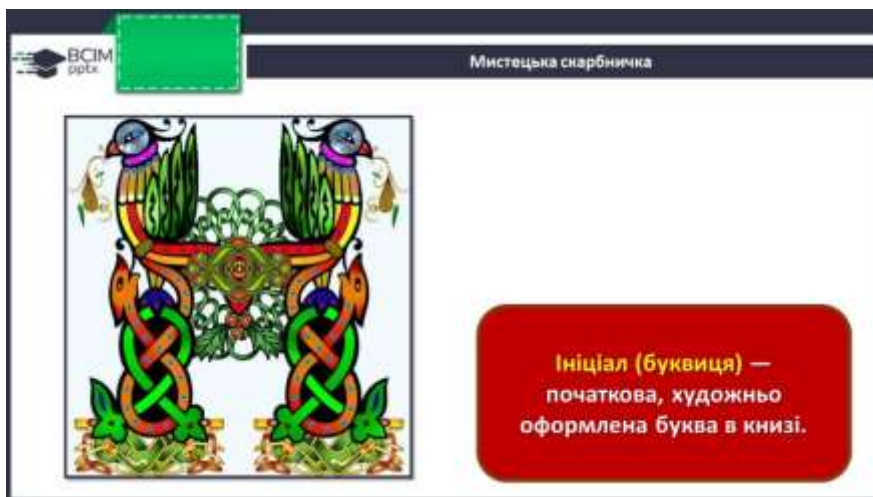 ВСІМ
pptx
Мистецька скарбничка
Ініціал (буквиця) —
початкова, художньо
оформлена буква в книзі.